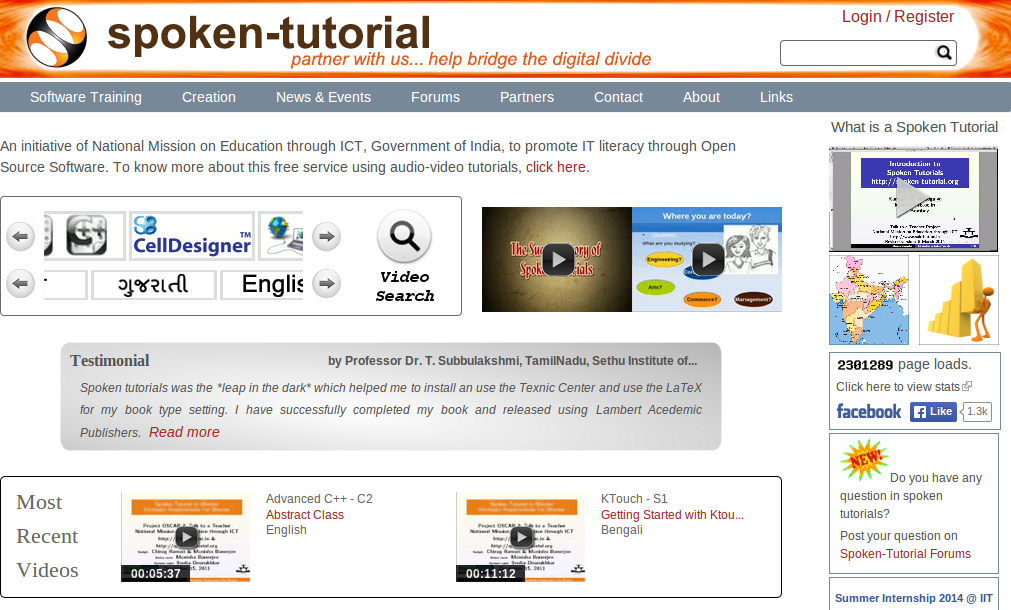 Login / Register
spoken-tutorial
partner with us... help bridge the digital divide
Software Training Creation News & Events Forums Partners Contact About Links
An initiative of National Mission on Education through ICT, Government of India, to promote IT literacy through Open
Source Software. To know more about this free service using audio-video tutorials, click here.
CellDesigner™
ગુજરાતી
Englis
Video
Search
Where you are today?
What are you studying?
Engineering?
Arts?
Commerce?
Management?
Testimonial
by Professor Dr. T. Subbulakshmi, TamilNadu, Sethu Institute of...
Spoken tutorials was the *leap in the dark* which helped me to install an use the Texnic Center and use the LaTeX
for my book type setting. I have successfully completed my book and released using Lambert Acedemic
Publishers. Read more
Most
Recent
Videos
00:05:37
Advanced C++ - C2
Abstract Class
English
00:11:12
KTouch - S1
Getting Started with Ktou...
Bengali
What is a Spoken Tutorial
Introduction to
Spoken Tutorials
http://spoken-tutorial.org
2301289 page loads.
Click here to view stats
facebook Like 1.3k
NEW!
Do you have any
question in spoken
tutorials?
Post your question on
Spoken-Tutorial Forums
Summer Internship 2014 @ IIT